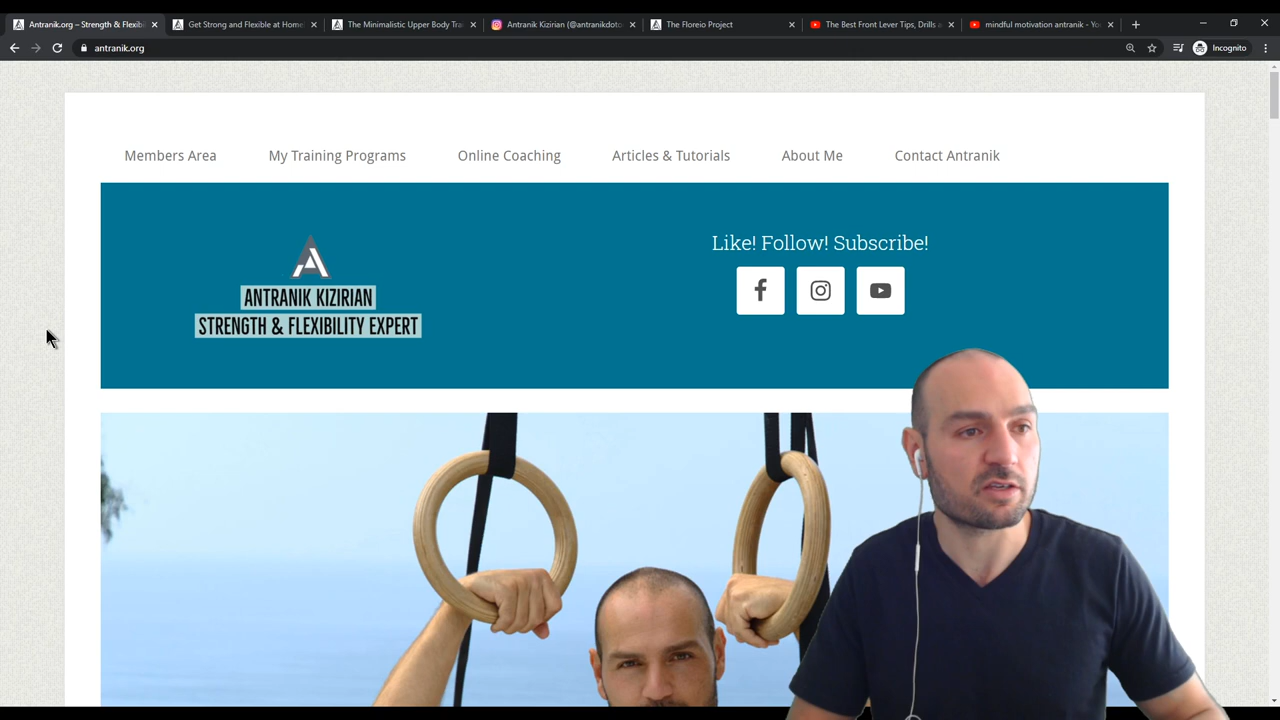 Antranik.org – Strength & Flexibi
Get Strong and Flexible at Home
The Minimalistic Upper Body Trai
Antranik Kizirian (@antranikdoto
The Floreio Project
The Best Front Lever Tips, Drills a
mindful motivation antranik - Yo
antranik.org
Incognito
Members Area
My Training Programs
Online Coaching
Articles & Tutorials
About Me
Contact Antranik
ANTRANIK KIZIRIAN
STRENGTH & FLEXIBILITY EXPERT
Like! Follow! Subscribe!